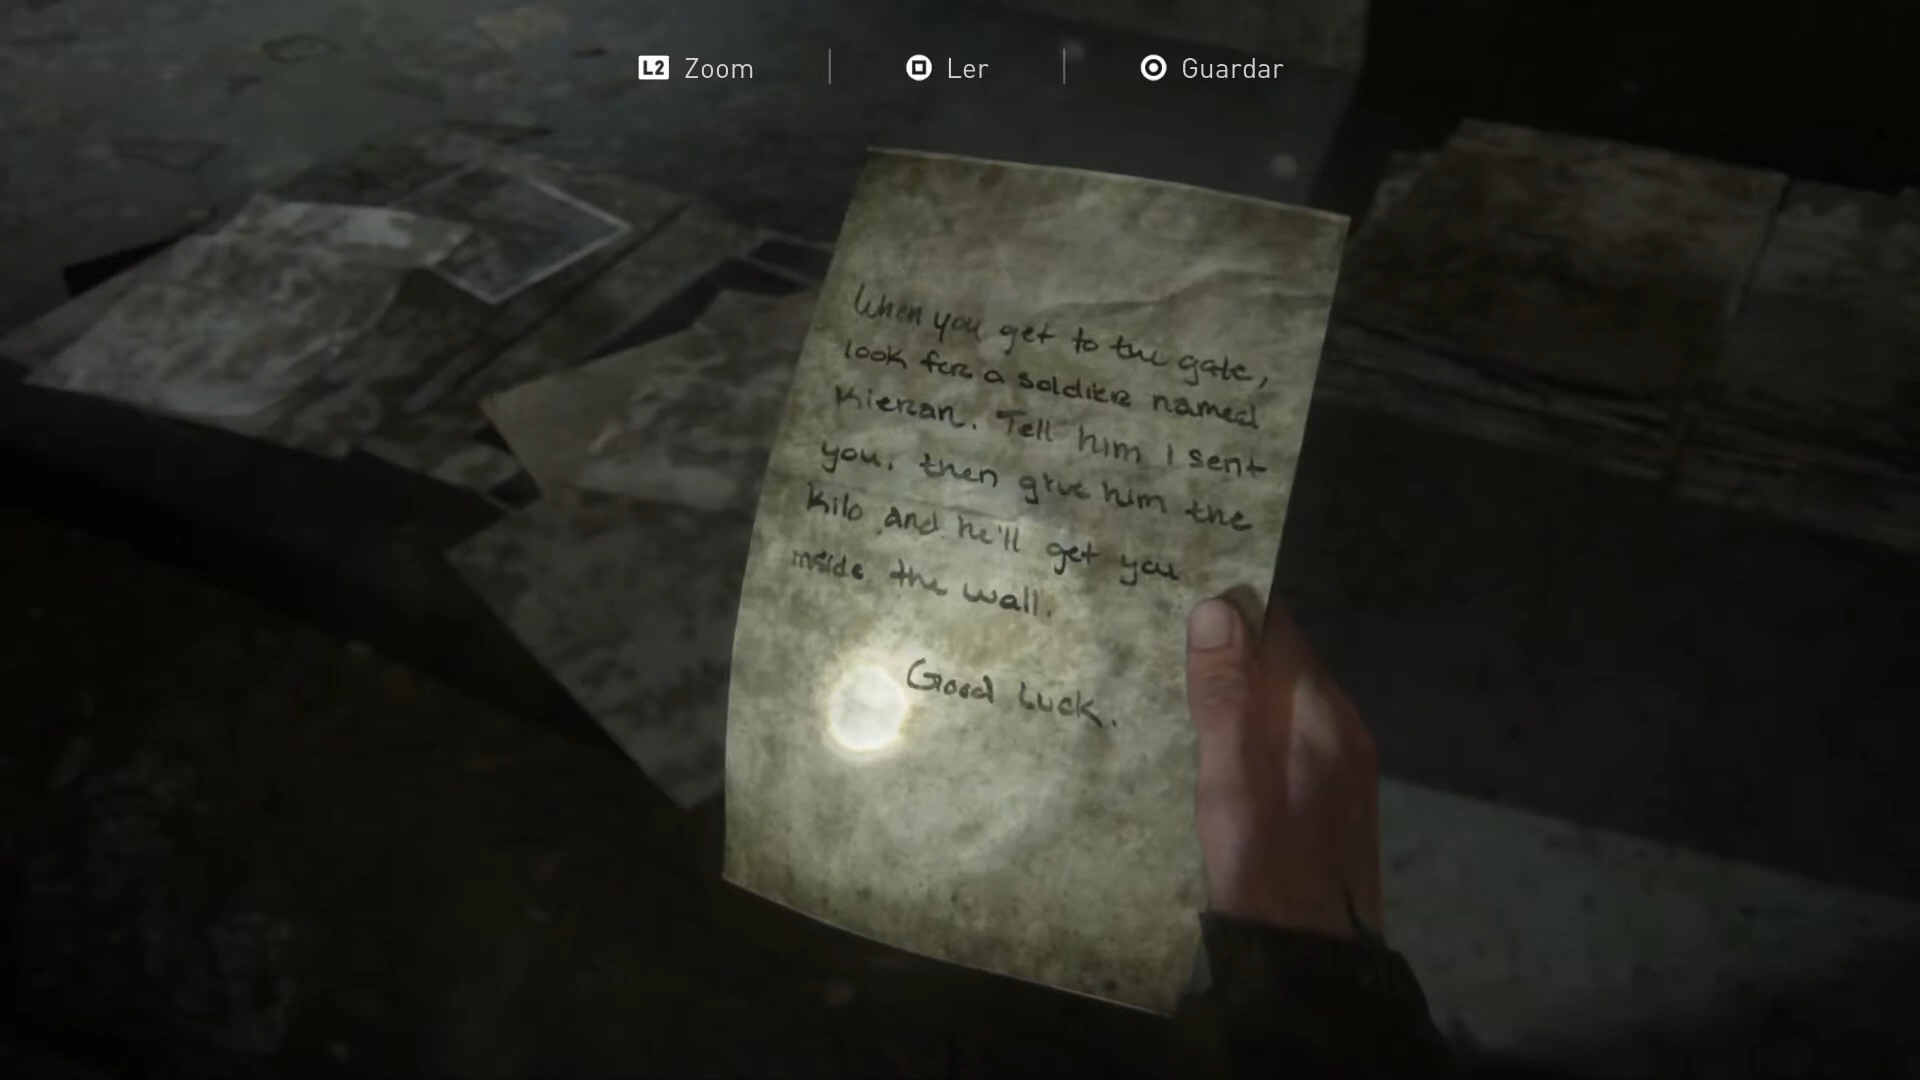 L2 Zoom | Ler | Guardar
When you get to the gate,
look for a soldier named
Kieran. Tell him I sent
you, then give him the
kilo and he'll get you
inside the wall.
Good Luck.